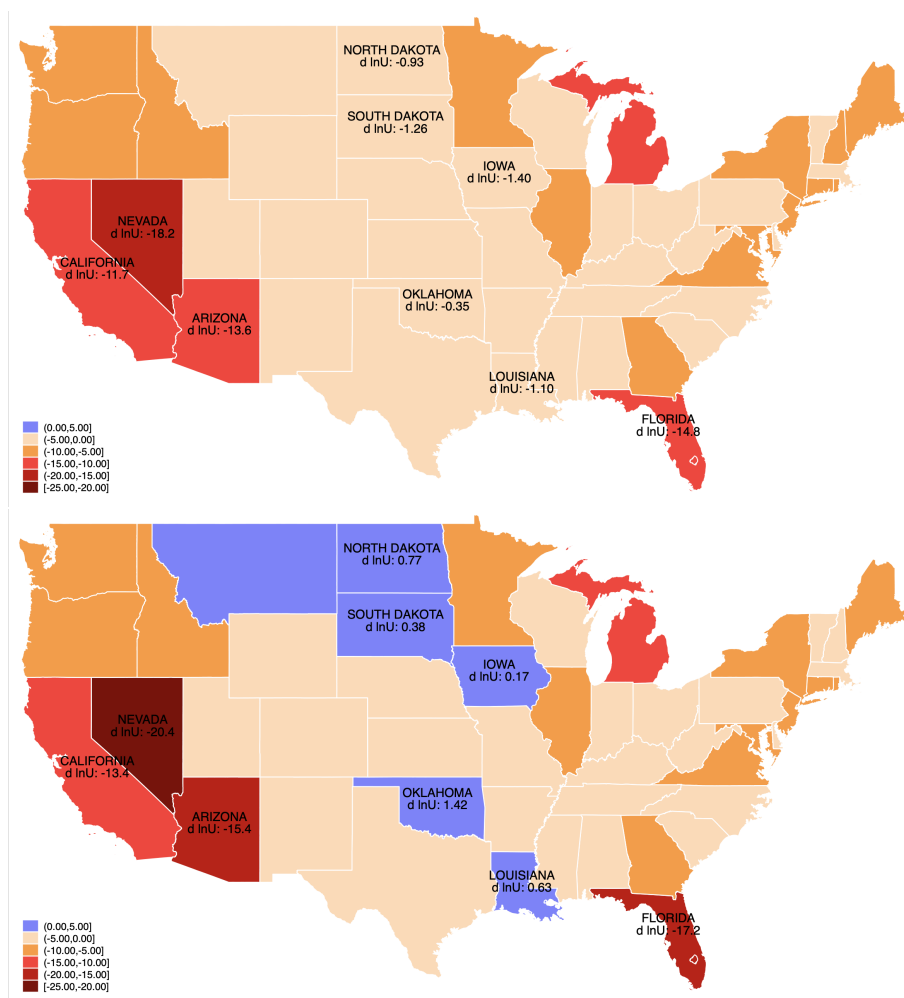 NORTH DAKOTA
d lnU: -0.93
SOUTH DAKOTA
d lnU: -1.26
IOWA
d lnU: -1.40
NEVADA
d lnU: -18.2
CALIFORNIA
d lnU: -11.7
OKLAHOMA
d lnU: -0.35
ARIZONA
d lnU: -13.6
LOUISIANA
d lnU: -1.10
FLORIDA
d lnU: -14.8
(0.00,5.00]
(-5.00,0.00]
(-10.00,-5.00]
(-15.00,-10.00]
(-20.00,-15.00]
[-25.00,-20.00]
NORTH DAKOTA
d lnU: 0.77
SOUTH DAKOTA
d lnU: 0.38
IOWA
d lnU: 0.17
NEVADA
d lnU: -20.4
CALIFORNIA
d lnU: -13.4
OKLAHOMA
d lnU: 1.42
ARIZONA
d lnU: -15.4
LOUISIANA
d lnU: 0.63
FLORIDA
d lnU: -17.2
(0.00,5.00]
(-5.00,0.00]
(-10.00,-5.00]
(-15.00,-10.00]
(-20.00,-15.00]
[-25.00,-20.00]